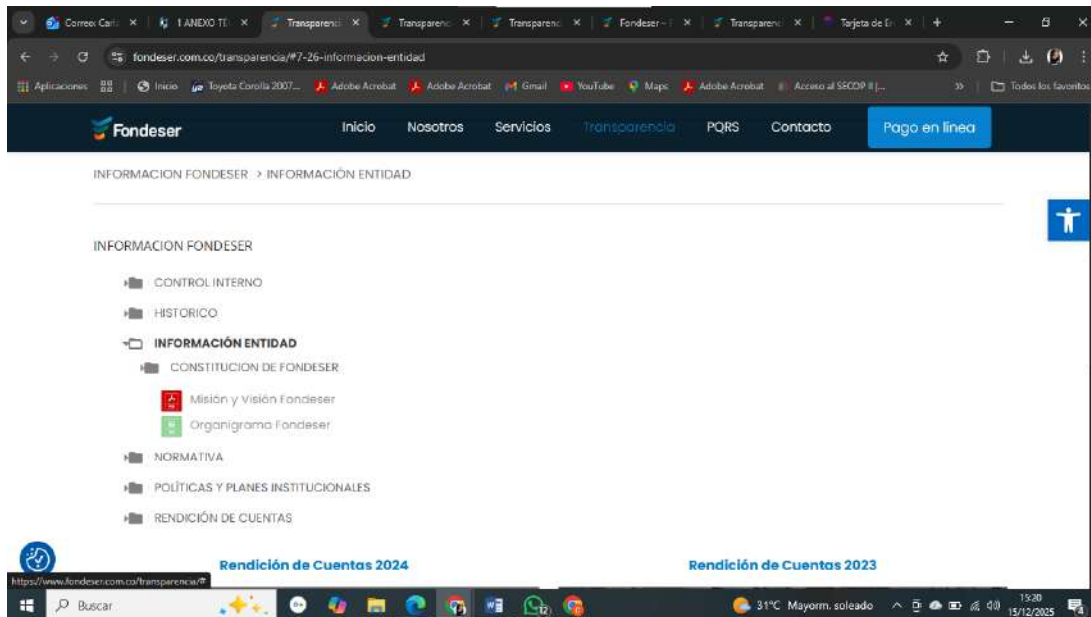 Correo: Carl
1 ANEXO TI
Transparenci
Transparenc
Transparenc
Fondeser –
Transparenc
Tarjeta de E
fondeser.com.co/transparencia/#7-26-informacion-entidad
Aplicaciones
Inicio
Toyota Corolla 2007...
Adobe Acrobat
Adobe Acrobat
Gmail
YouTube
Maps
Adobe Acrobat
Acceso al SECOP II |...
Todos los favoritos
Fondeser
Inicio
Nosotros
Servicios
Transparencia
PQRS
Contacto
Pago en linea
INFORMACION FONDESER > INFORMACIÓN ENTIDAD
INFORMACION FONDESER
CONTROL INTERNO
HISTORICO
INFORMACIÓN ENTIDAD
CONSTITUCION DE FONDESER
Misión y Visión Fondeser
Organigrama Fondeser
NORMATIVA
POLÍTICAS Y PLANES INSTITUCIONALES
RENDICIÓN DE CUENTAS
Rendición de Cuentas 2024
Rendición de Cuentas 2023
https://www.fondeser.com.co/transparencia/#
Buscar
31°C Mayorm. soleado
15:20
15/12/2025